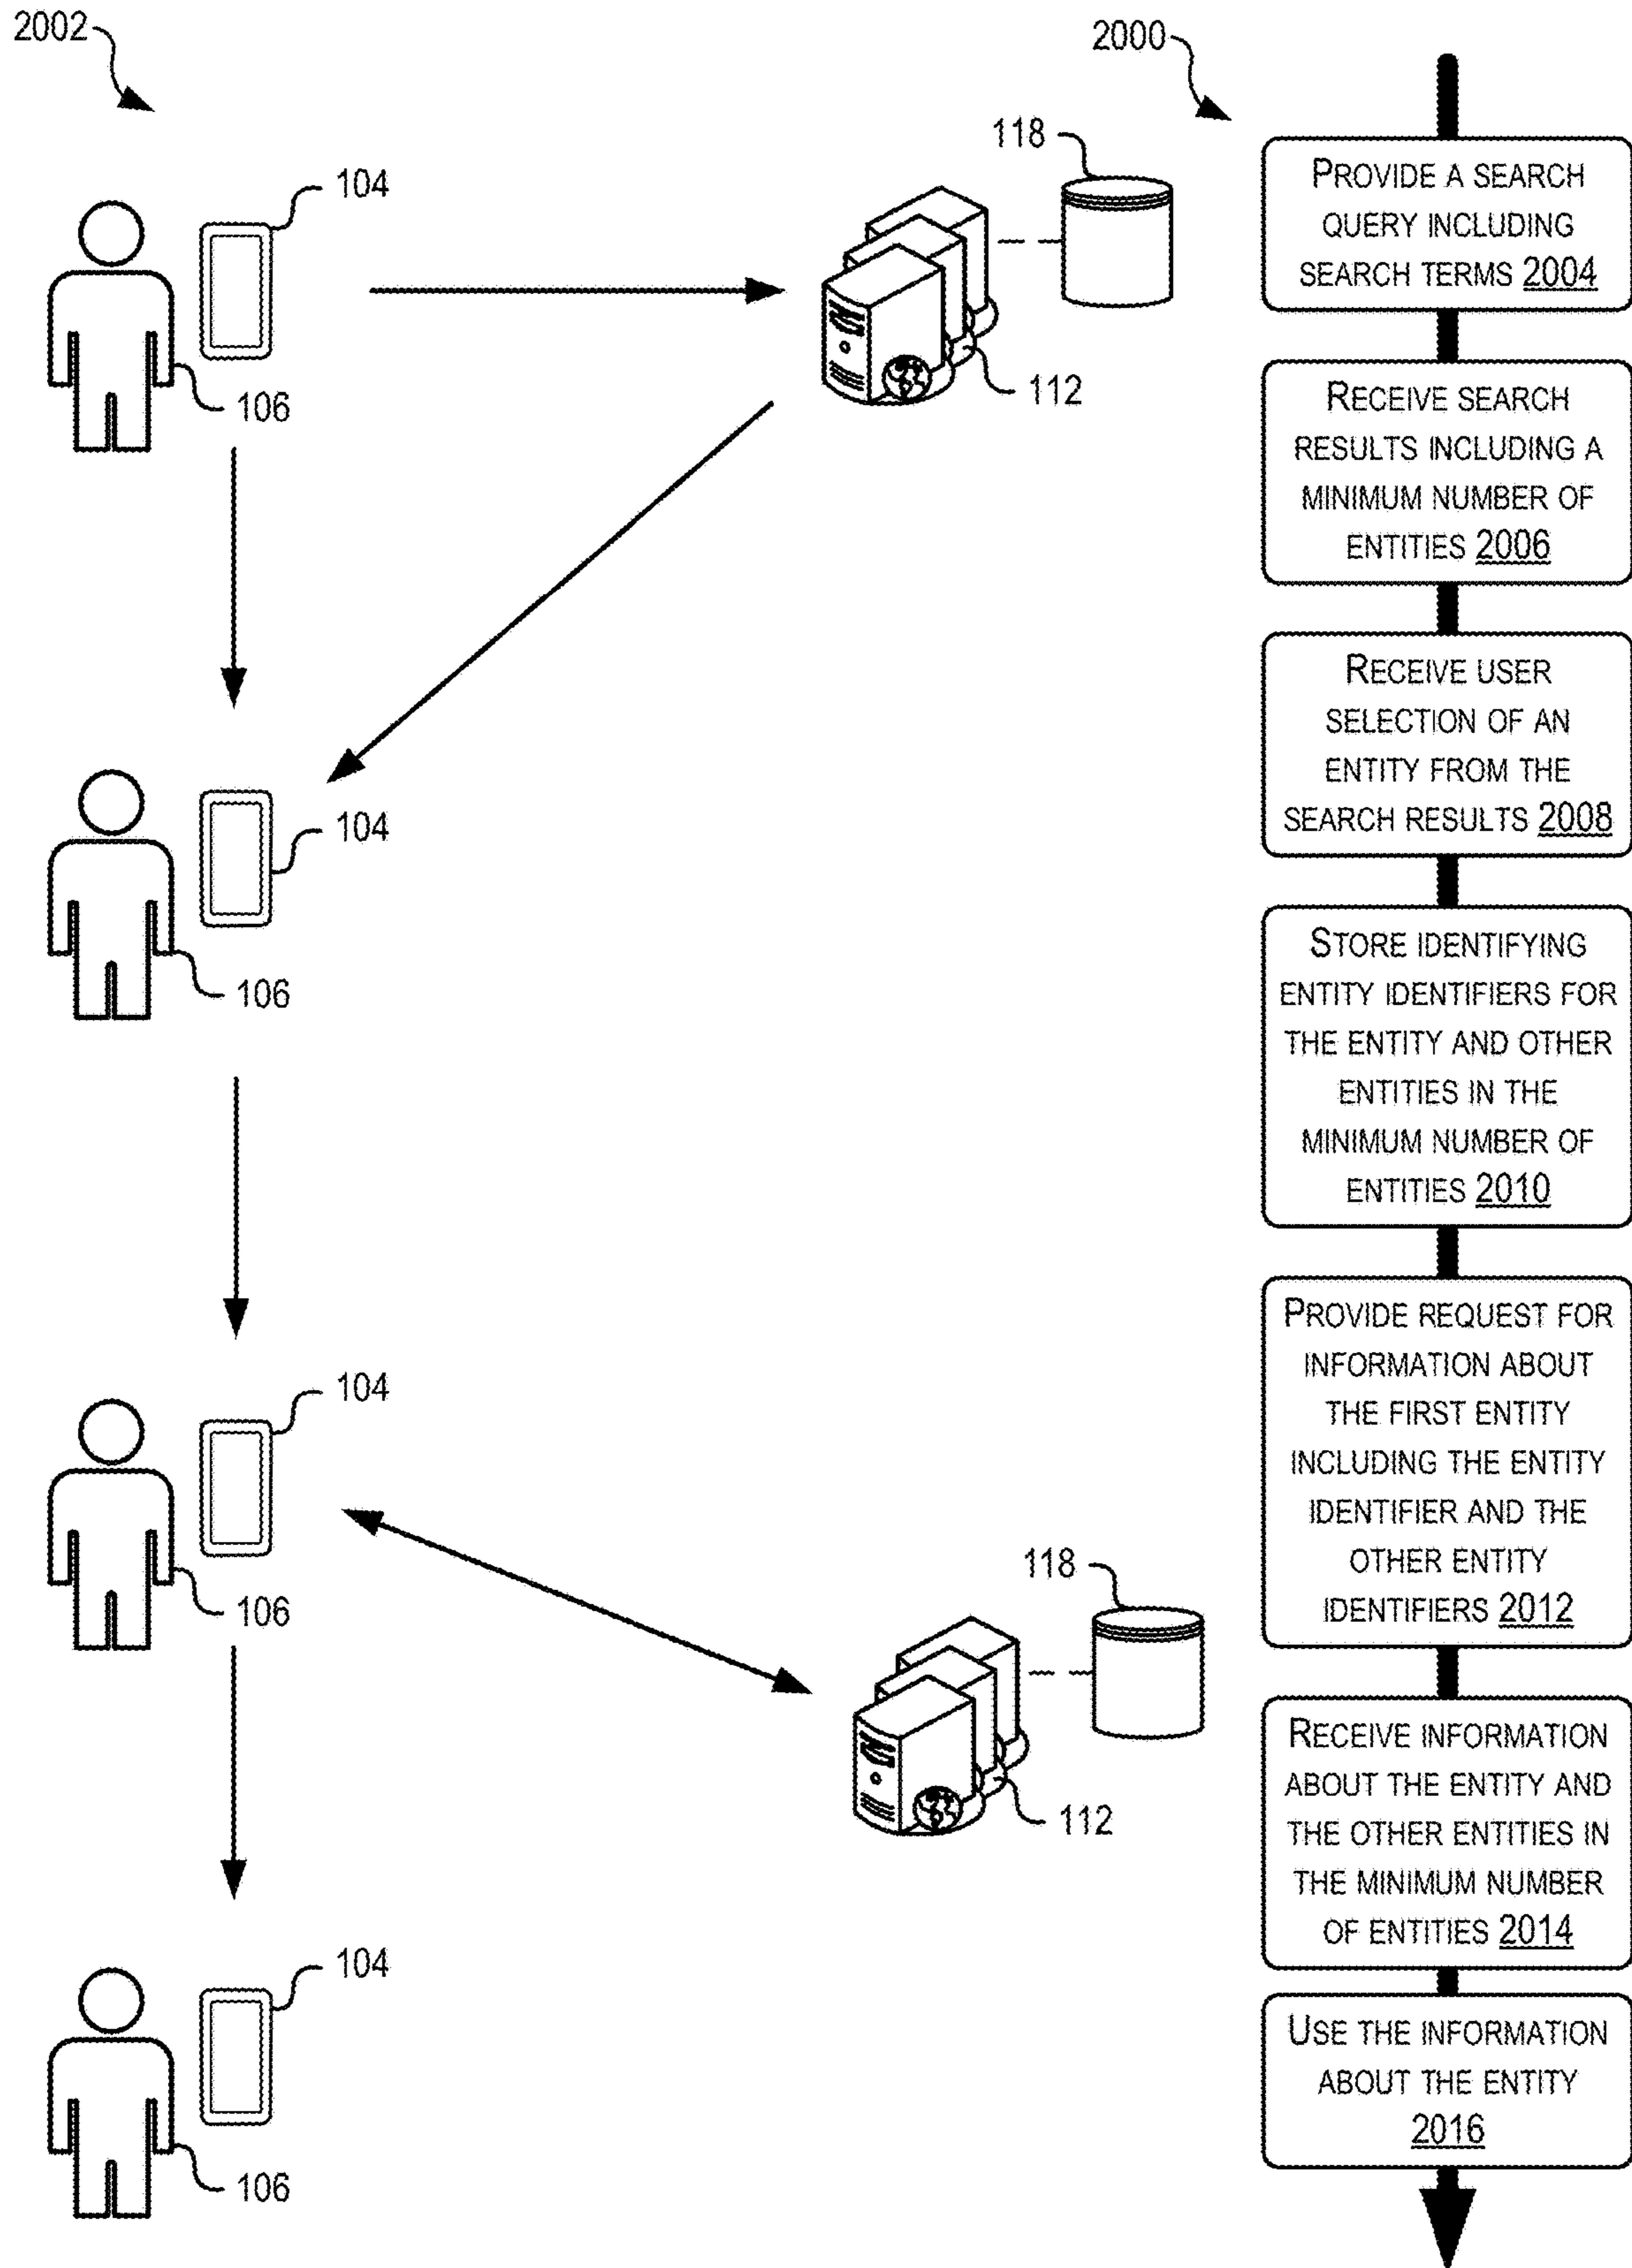 2002
2000
104
118
106
112
104
106
104
118
106
112
104
106
PROVIDE A SEARCH
QUERY INCLUDING
SEARCH TERMS 2004
RECEIVE SEARCH
RESULTS INCLUDING A
MINIMUM NUMBER OF
ENTITIES 2006
RECEIVE USER
SELECTION OF AN
ENTITY FROM THE
SEARCH RESULTS 2008
STORE IDENTIFYING
ENTITY IDENTIFIERS FOR
THE ENTITY AND OTHER
ENTITIES IN THE
MINIMUM NUMBER OF
ENTITIES 2010
PROVIDE REQUEST FOR
INFORMATION ABOUT
THE FIRST ENTITY
INCLUDING THE ENTITY
IDENTIFIER AND THE
OTHER ENTITY
IDENTIFIERS 2012
RECEIVE INFORMATION
ABOUT THE ENTITY AND
THE OTHER ENTITIES IN
THE MINIMUM NUMBER
OF ENTITIES 2014
USE THE INFORMATION
ABOUT THE ENTITY
2016